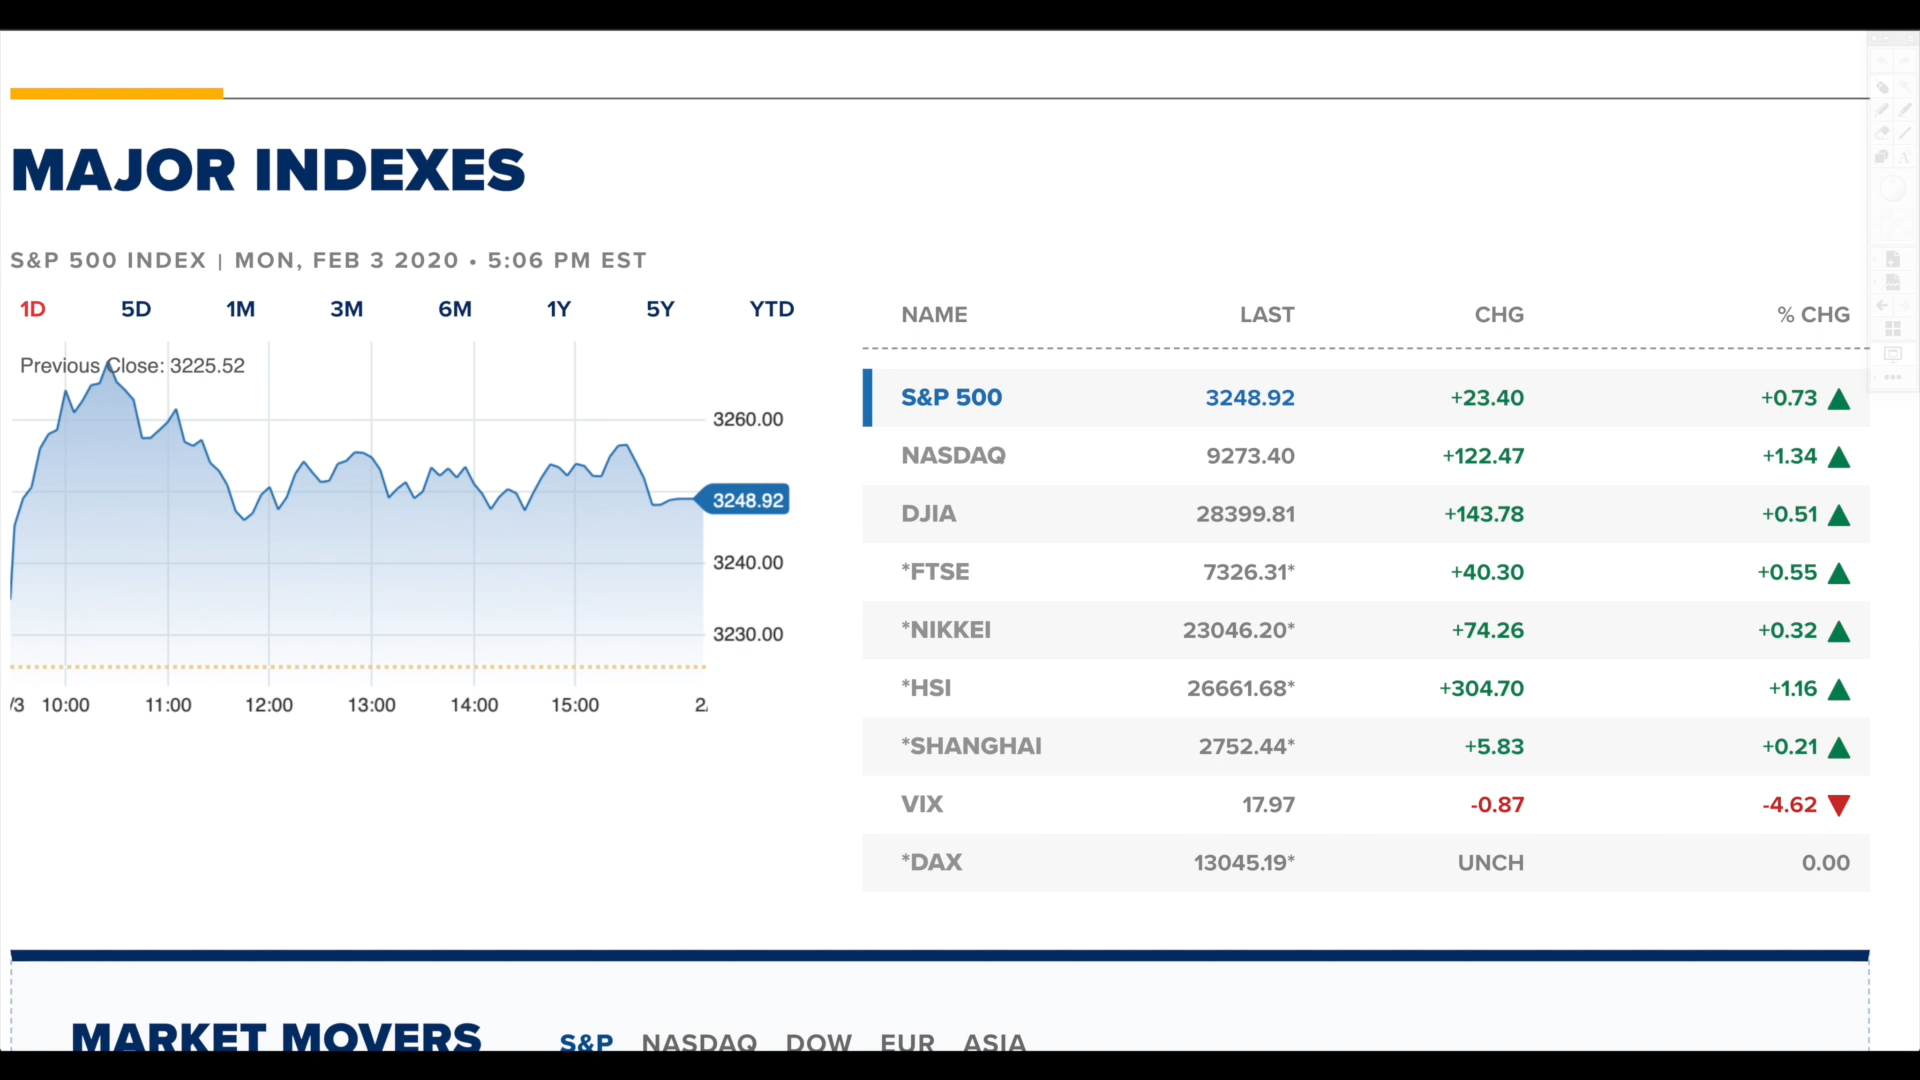 MAJOR INDEXES
S&P 500 INDEX | MON, FEB 3 2020 • 5:06 PM EST
1D 5D 1M 3M 6M 1Y 5Y YTD
Previous Close: 3225.52
3260.00
3248.92
3240.00
3230.00
/3 10:00 11:00 12:00 13:00 14:00 15:00 2
NAME LAST CHG % CHG
S&P 500 3248.92 +23.40 +0.73
NASDAQ 9273.40 +122.47 +1.34
DJIA 28399.81 +143.78 +0.51
*FTSE 7326.31* +40.30 +0.55
*NIKKEI 23046.20* +74.26 +0.32
*HSI 26661.68* +304.70 +1.16
*SHANGHAI 2752.44* +5.83 +0.21
VIX 17.97 -0.87 -4.62
*DAX 13045.19* UNCH 0.00
MARKET MOVERS S&P NASDAQ DOW EUR ASIA